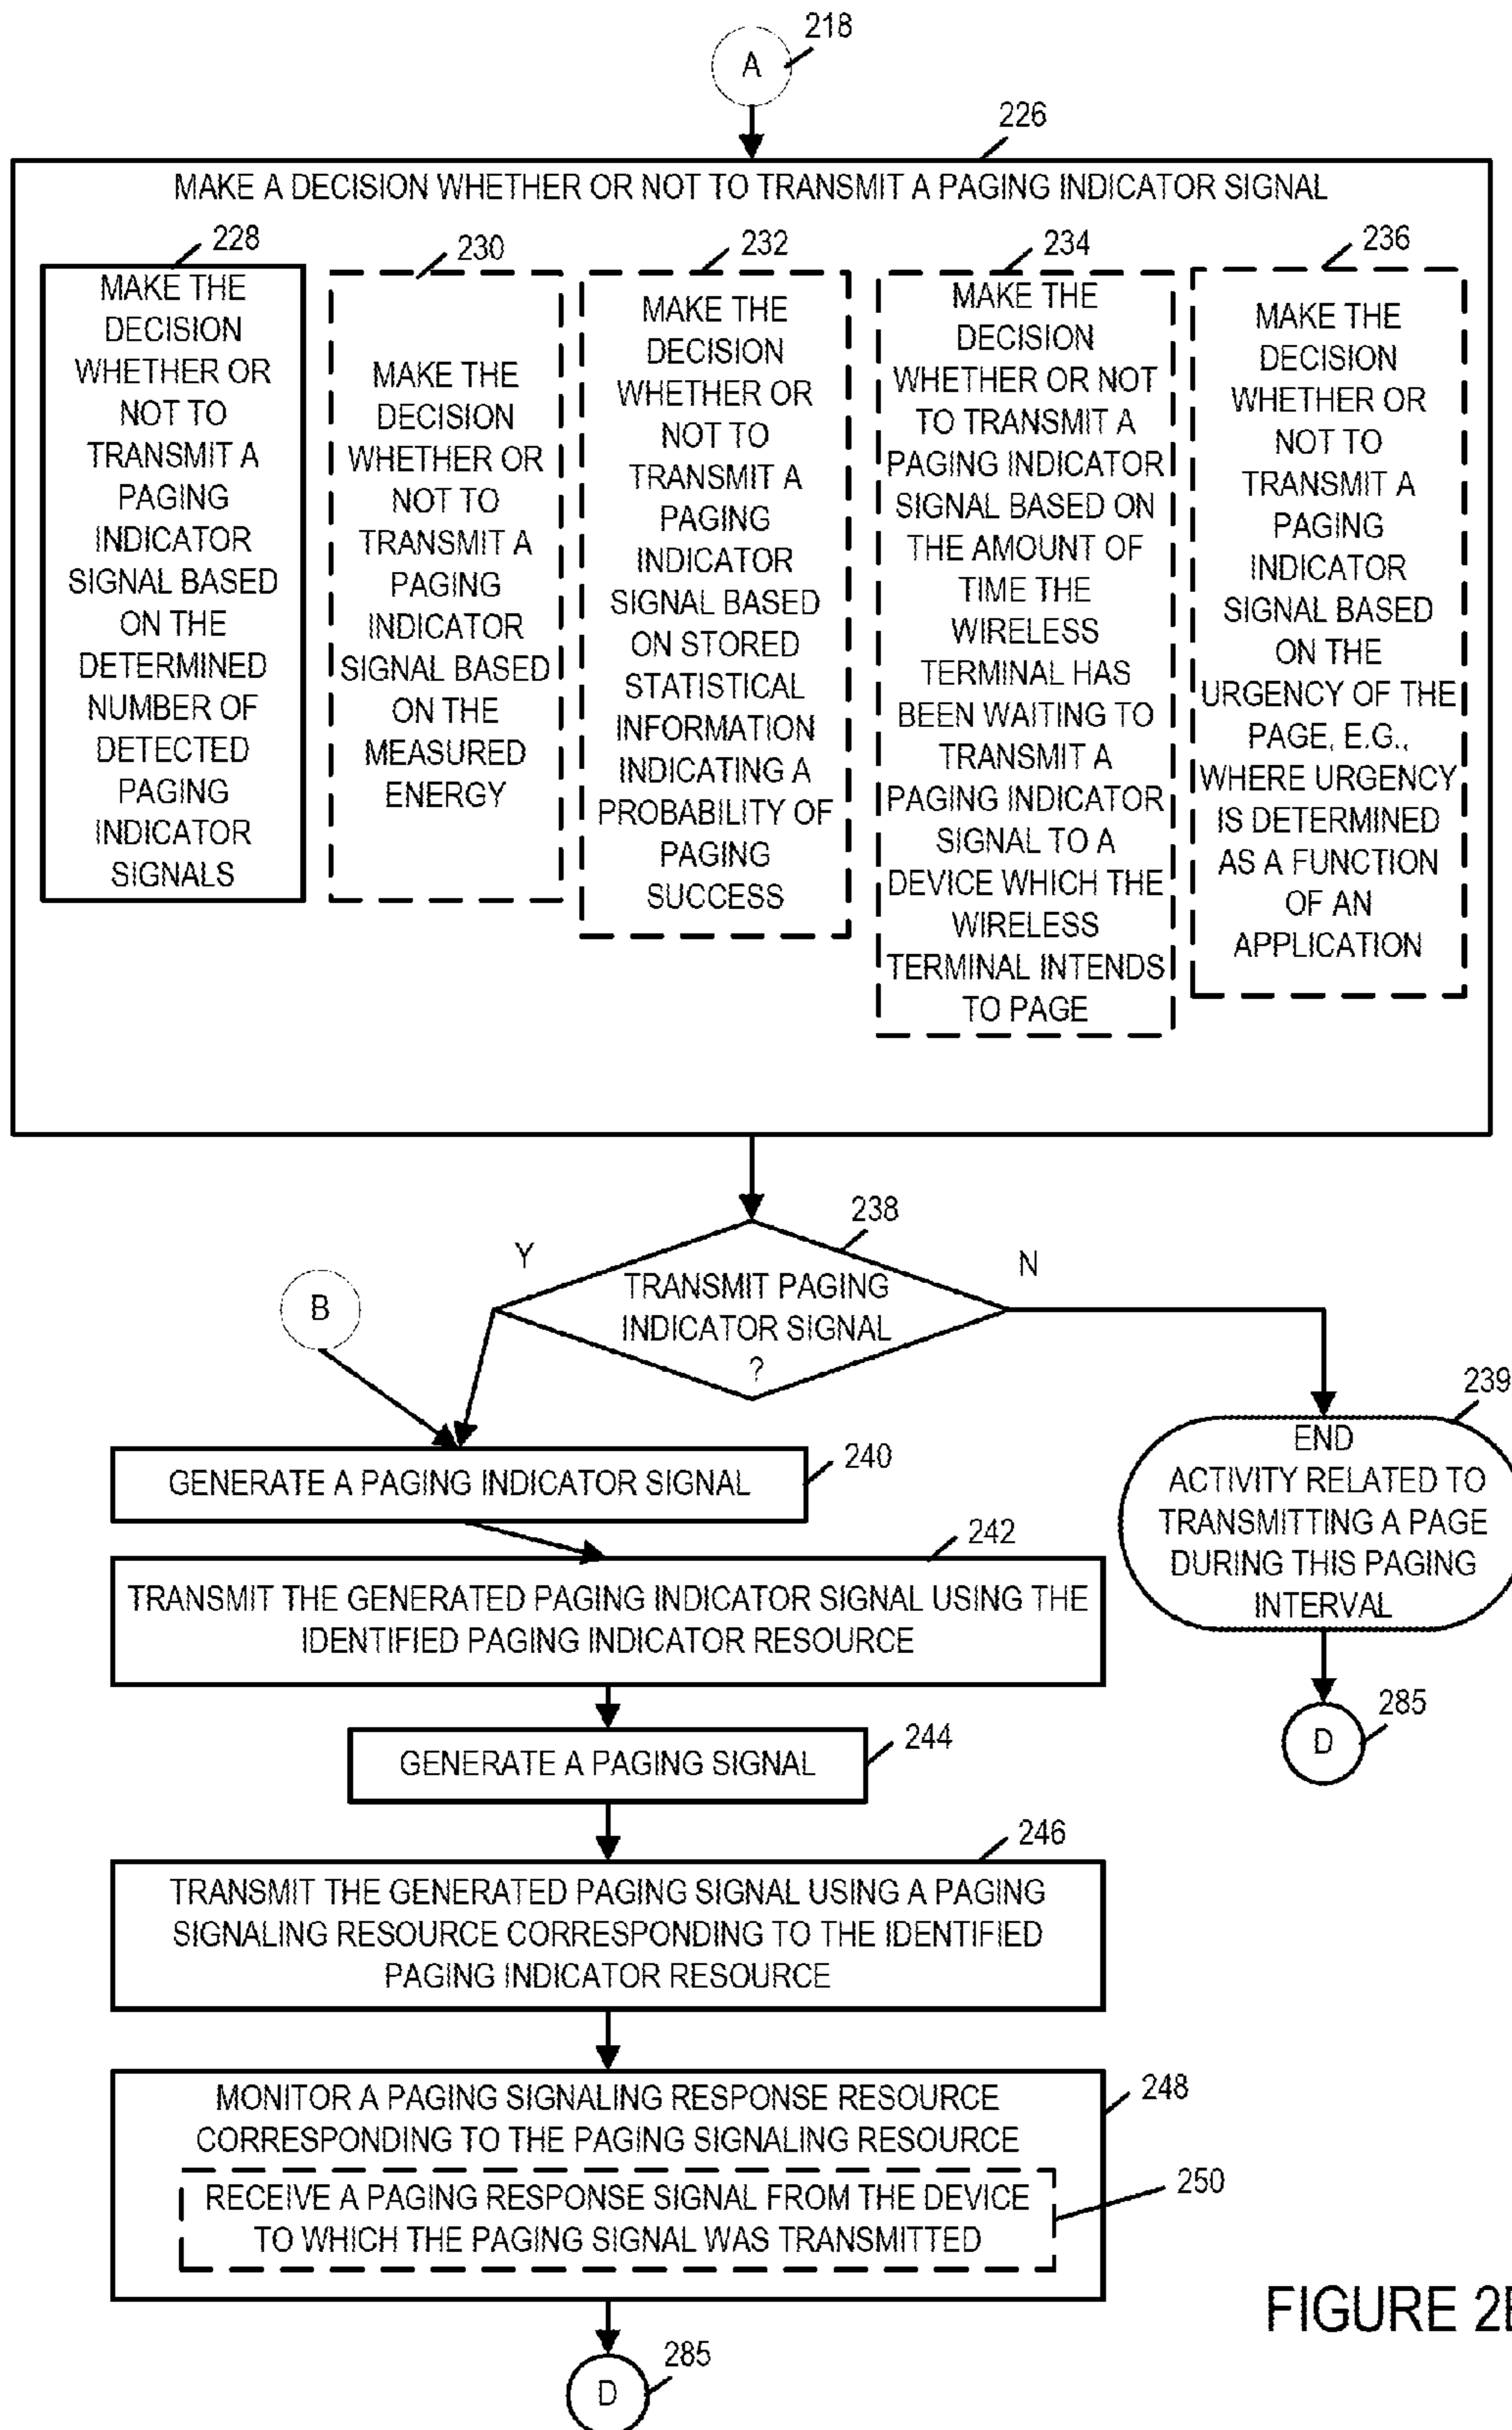 218
A
226
MAKE A DECISION WHETHER OR NOT TO TRANSMIT A PAGING INDICATOR SIGNAL
228
MAKE THE
DECISION
WHETHER OR
NOT TO
TRANSMIT A
PAGING
INDICATOR
SIGNAL BASED
ON THE
DETERMINED
NUMBER OF
DETECTED
PAGING
INDICATOR
SIGNALS
230
MAKE THE
DECISION
WHETHER OR
NOT TO
TRANSMIT A
PAGING
INDICATOR
SIGNAL BASED
ON THE
MEASURED
ENERGY
232
MAKE THE
DECISION
WHETHER OR
NOT TO
TRANSMIT A
PAGING
INDICATOR
SIGNAL BASED
ON STORED
STATISTICAL
INFORMATION
INDICATING A
PROBABILITY OF
PAGING
SUCCESS
234
MAKE THE
DECISION
WHETHER OR NOT
TO TRANSMIT A
PAGING INDICATOR
SIGNAL BASED ON
THE AMOUNT OF
TIME THE
WIRELESS
TERMINAL HAS
BEEN WAITING TO
TRANSMIT A
PAGING INDICATOR
SIGNAL TO A
DEVICE WHICH THE
WIRELESS
TERMINAL INTENDS
TO PAGE
236
MAKE THE
DECISION
WHETHER OR
NOT TO
TRANSMIT A
PAGING
INDICATOR
SIGNAL BASED
ON THE
URGENCY OF THE
PAGE, E.G.,
WHERE URGENCY
IS DETERMINED
AS A FUNCTION
OF AN
APPLICATION
238
Y
N
TRANSMIT PAGING
INDICATOR SIGNAL
?
B
239
END
ACTIVITY RELATED TO
TRANSMITTING A PAGE
DURING THIS PAGING
INTERVAL
285
D
GENERATE A PAGING INDICATOR SIGNAL
240
242
TRANSMIT THE GENERATED PAGING INDICATOR SIGNAL USING THE
IDENTIFIED PAGING INDICATOR RESOURCE
GENERATE A PAGING SIGNAL
244
246
TRANSMIT THE GENERATED PAGING SIGNAL USING A PAGING
SIGNALING RESOURCE CORRESPONDING TO THE IDENTIFIED
PAGING INDICATOR RESOURCE
MONITOR A PAGING SIGNALING RESPONSE RESOURCE
CORRESPONDING TO THE PAGING SIGNALING RESOURCE
248
RECEIVE A PAGING RESPONSE SIGNAL FROM THE DEVICE
TO WHICH THE PAGING SIGNAL WAS TRANSMITTED
250
285
D
FIGURE